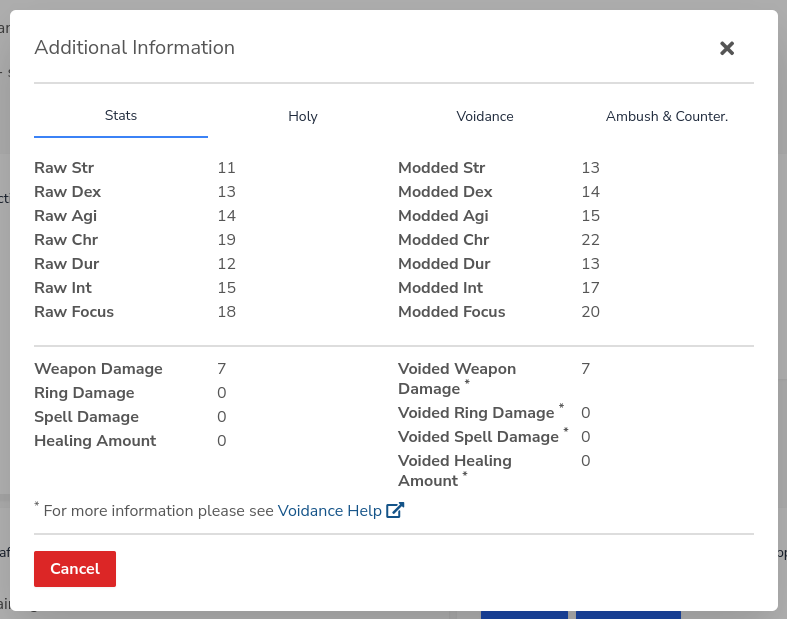 Additional Information
Stats Holy Voidance Ambush & Counter.
Raw Str 11 Modded Str 13
Raw Dex 13 Modded Dex 14
Raw Agi 14 Modded Agi 15
Raw Chr 19 Modded Chr 22
Raw Dur 12 Modded Dur 13
Raw Int 15 Modded Int 17
Raw Focus 18 Modded Focus 20
Weapon Damage 7 Voided Weapon 7
Damage *
Ring Damage 0 Voided Ring Damage * 0
Spell Damage 0 Voided Spell Damage * 0
Healing Amount 0 Voided Healing 0
Amount *
* For more information please see Voidance Help
Cancel